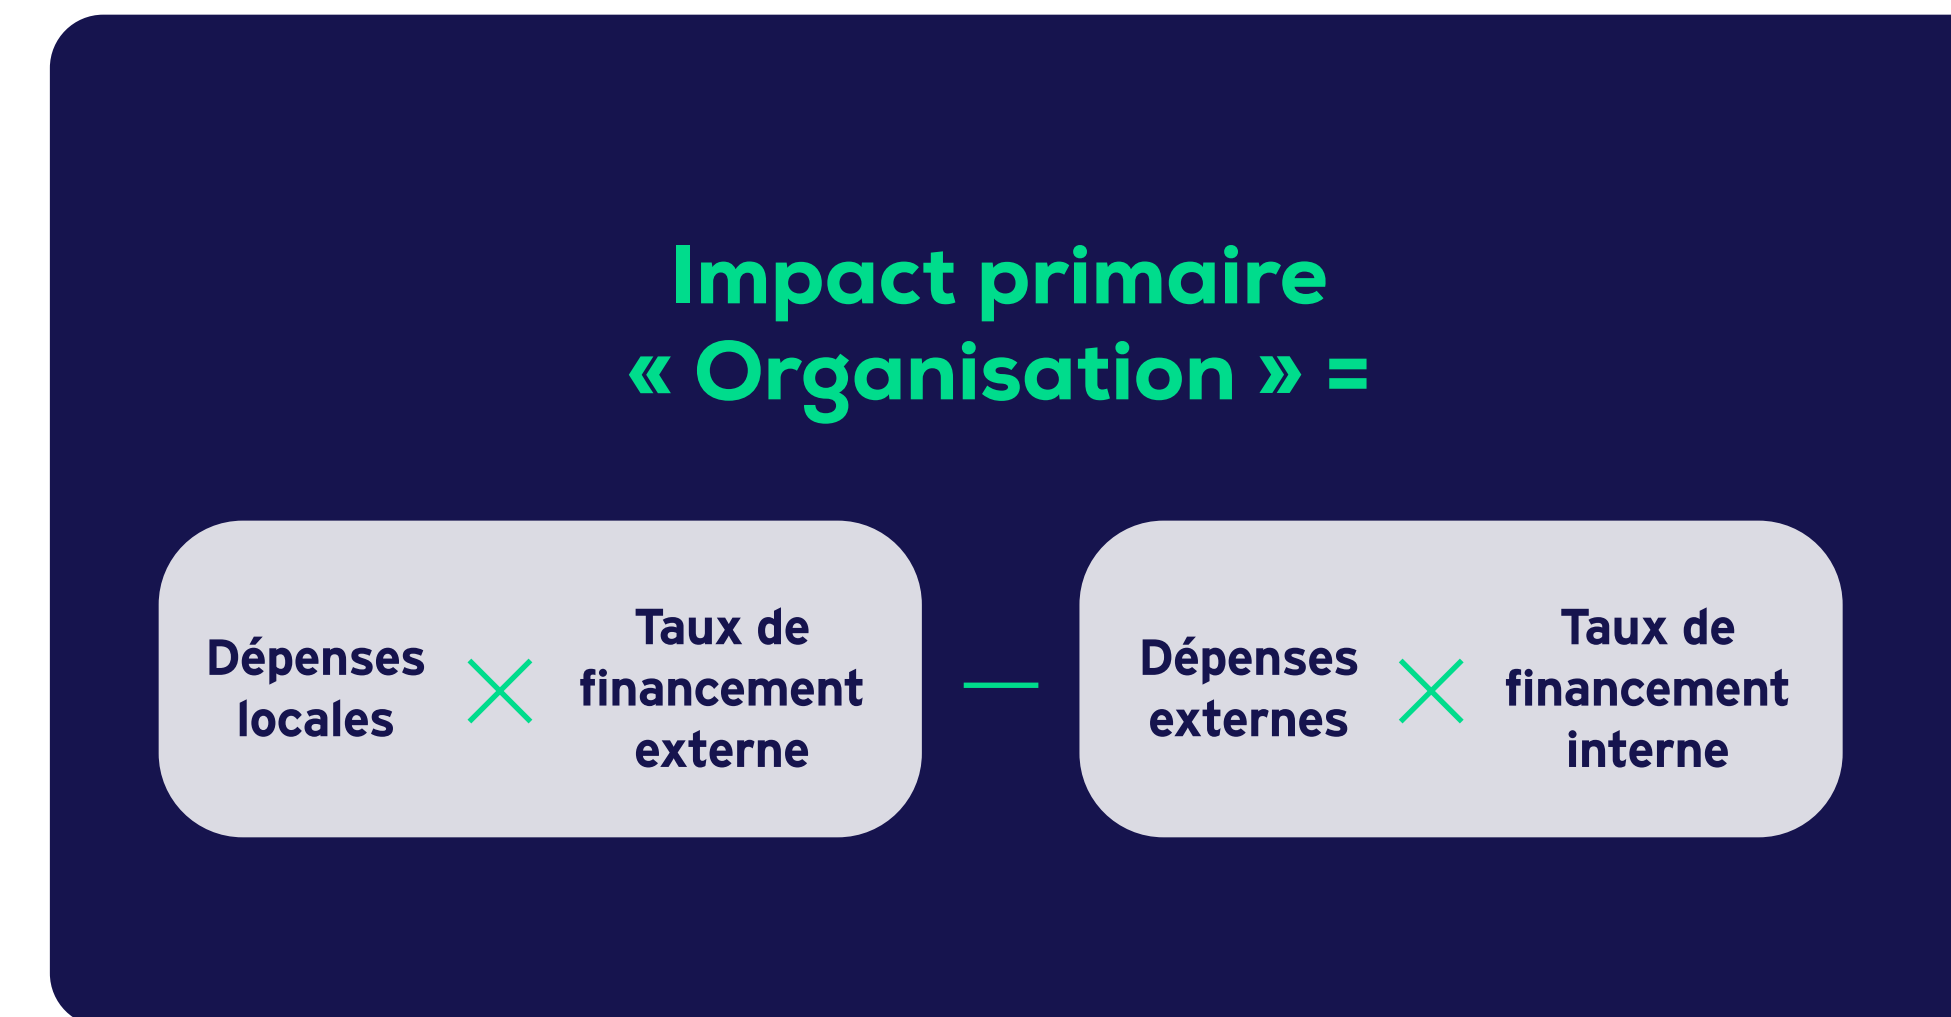 Impact primaire
« Organisation » =
Dépenses
locales
×
Taux de
financement
externe
—
Dépenses
externes
×
Taux de
financement
interne